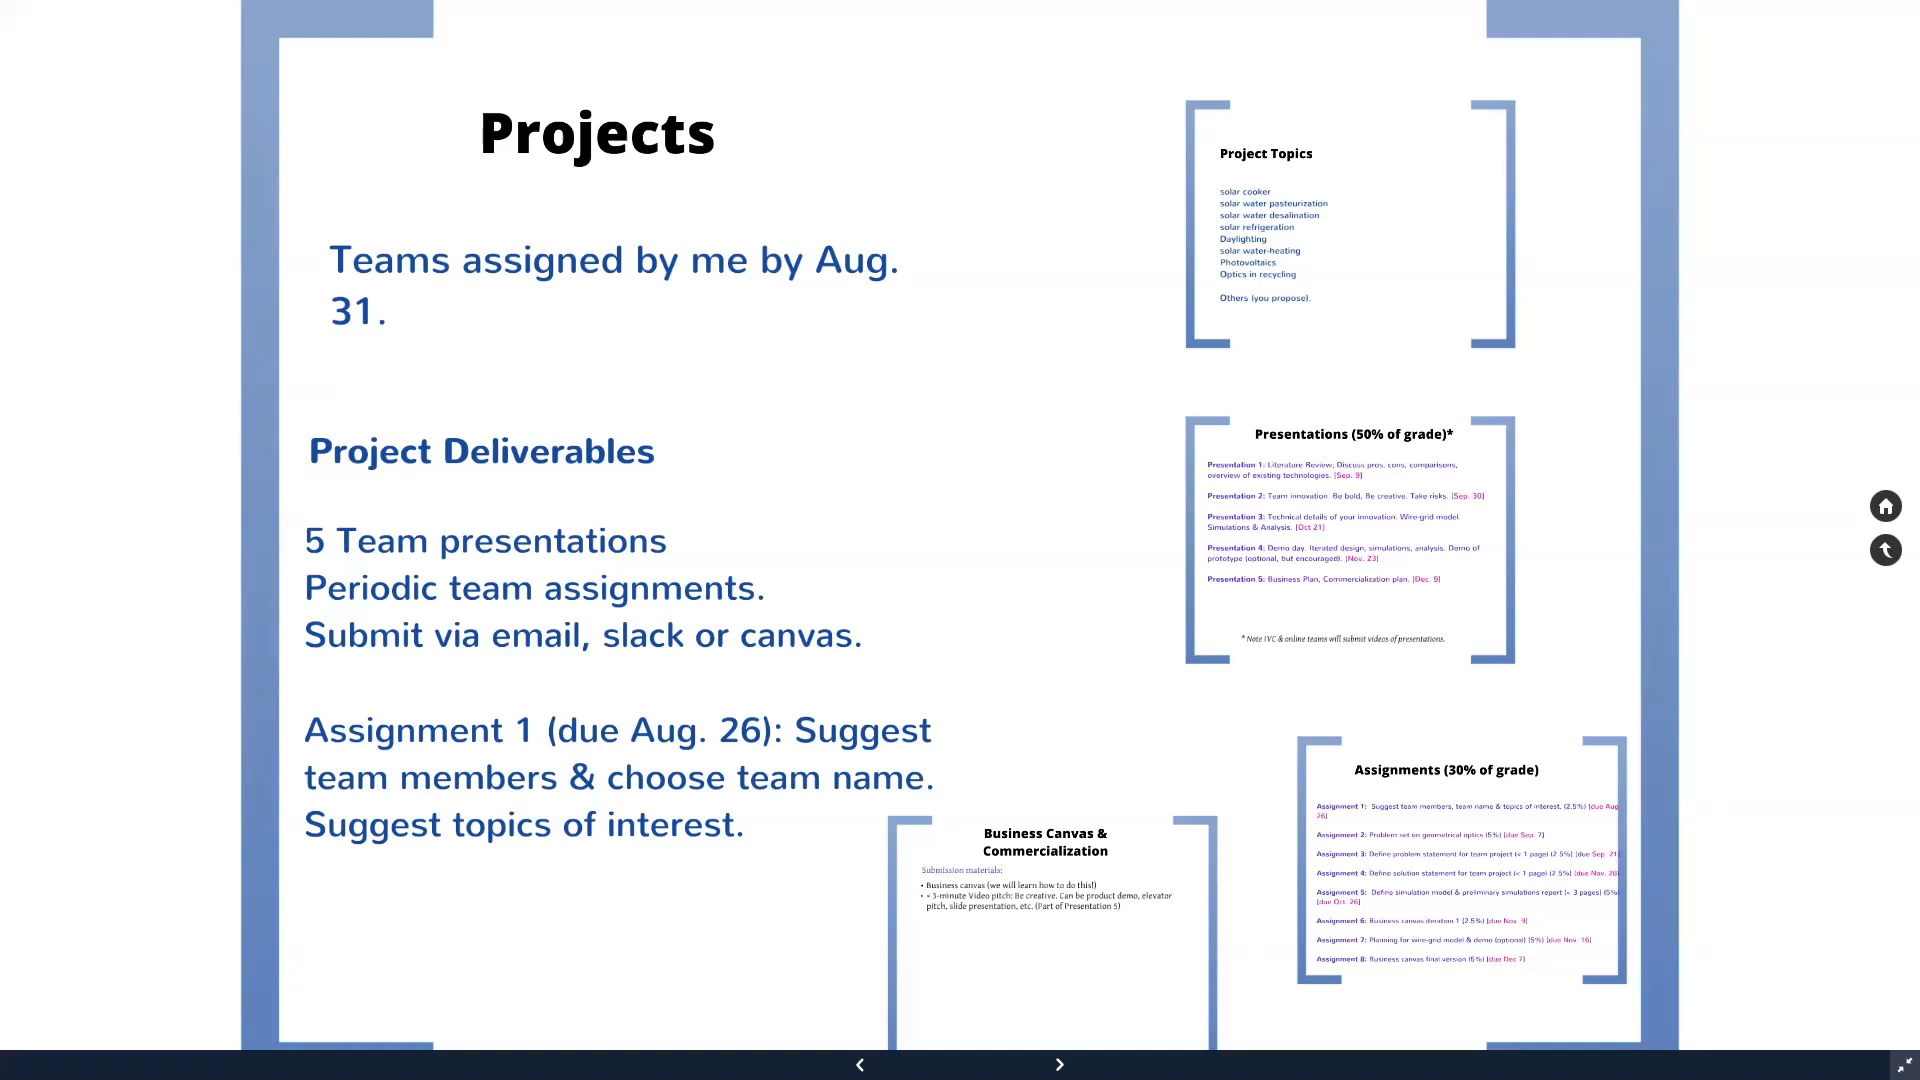 Projects
Teams assigned by me by Aug.
31.
Project Deliverables
5 Team presentations
Periodic team assignments.
Submit via email, slack or canvas.
Assignment 1 (due Aug. 26): Suggest
team members & choose team name.
Suggest topics of interest.
Project Topics
solar cooker
solar water pasteurization
solar water desalination
solar refrigeration
Daylighting
solar water-heating
Photovoltaics
Optics in recycling
Others (you propose).
Presentations (50% of grade)*
Presentation 1: Literature Review: Discuss pros, cons, comparisons,
overview of existing technologies. [Sep. 9]
Presentation 2: Team innovation. Be bold, Be creative. Take risks. [Sep. 30]
Presentation 3: Technical details of your innovation. Wire-grid model.
Simulations & Analysis. [Oct 21]
Presentation 4: Demo day. Iterated design, simulations, analysis. Demo of
prototype (optional, but encouraged). [Nov. 23]
Presentation 5: Business Plan, Commercialization plan. [Dec. 9]
* Note IVC & online teams will submit videos of presentations.
Business Canvas &
Commercialization
Submission materials:
• Business canvas (we will learn how to do this!)
• < 3-minute Video pitch: Be creative. Can be product demo, elevator
pitch, slide presentation, etc. (Part of Presentation 5)
Assignments (30% of grade)
Assignment 1: Suggest team members, team name & topics of interest. (2.5%) [due Aug
26]
Assignment 2: Problem set on geometrical optics (5%) [due Sep. 7]
Assignment 3: Define problem statement for team project (< 1 page) (2.5%) [due Sep. 21]
Assignment 4: Define solution statement for team project (< 1 page) (2.5%) [due Nov. 28]
Assignment 5: Define simulation model & preliminary simulations report (< 3 pages) (5%)
[due Oct. 26]
Assignment 6: Business canvas iteration 1 (2.5%) [due Nov. 9]
Assignment 7: Planning for wire-grid model & demo (optional) (5%) [due Nov. 16]
Assignment 8: Business canvas final version (5%) [due Dec 7]